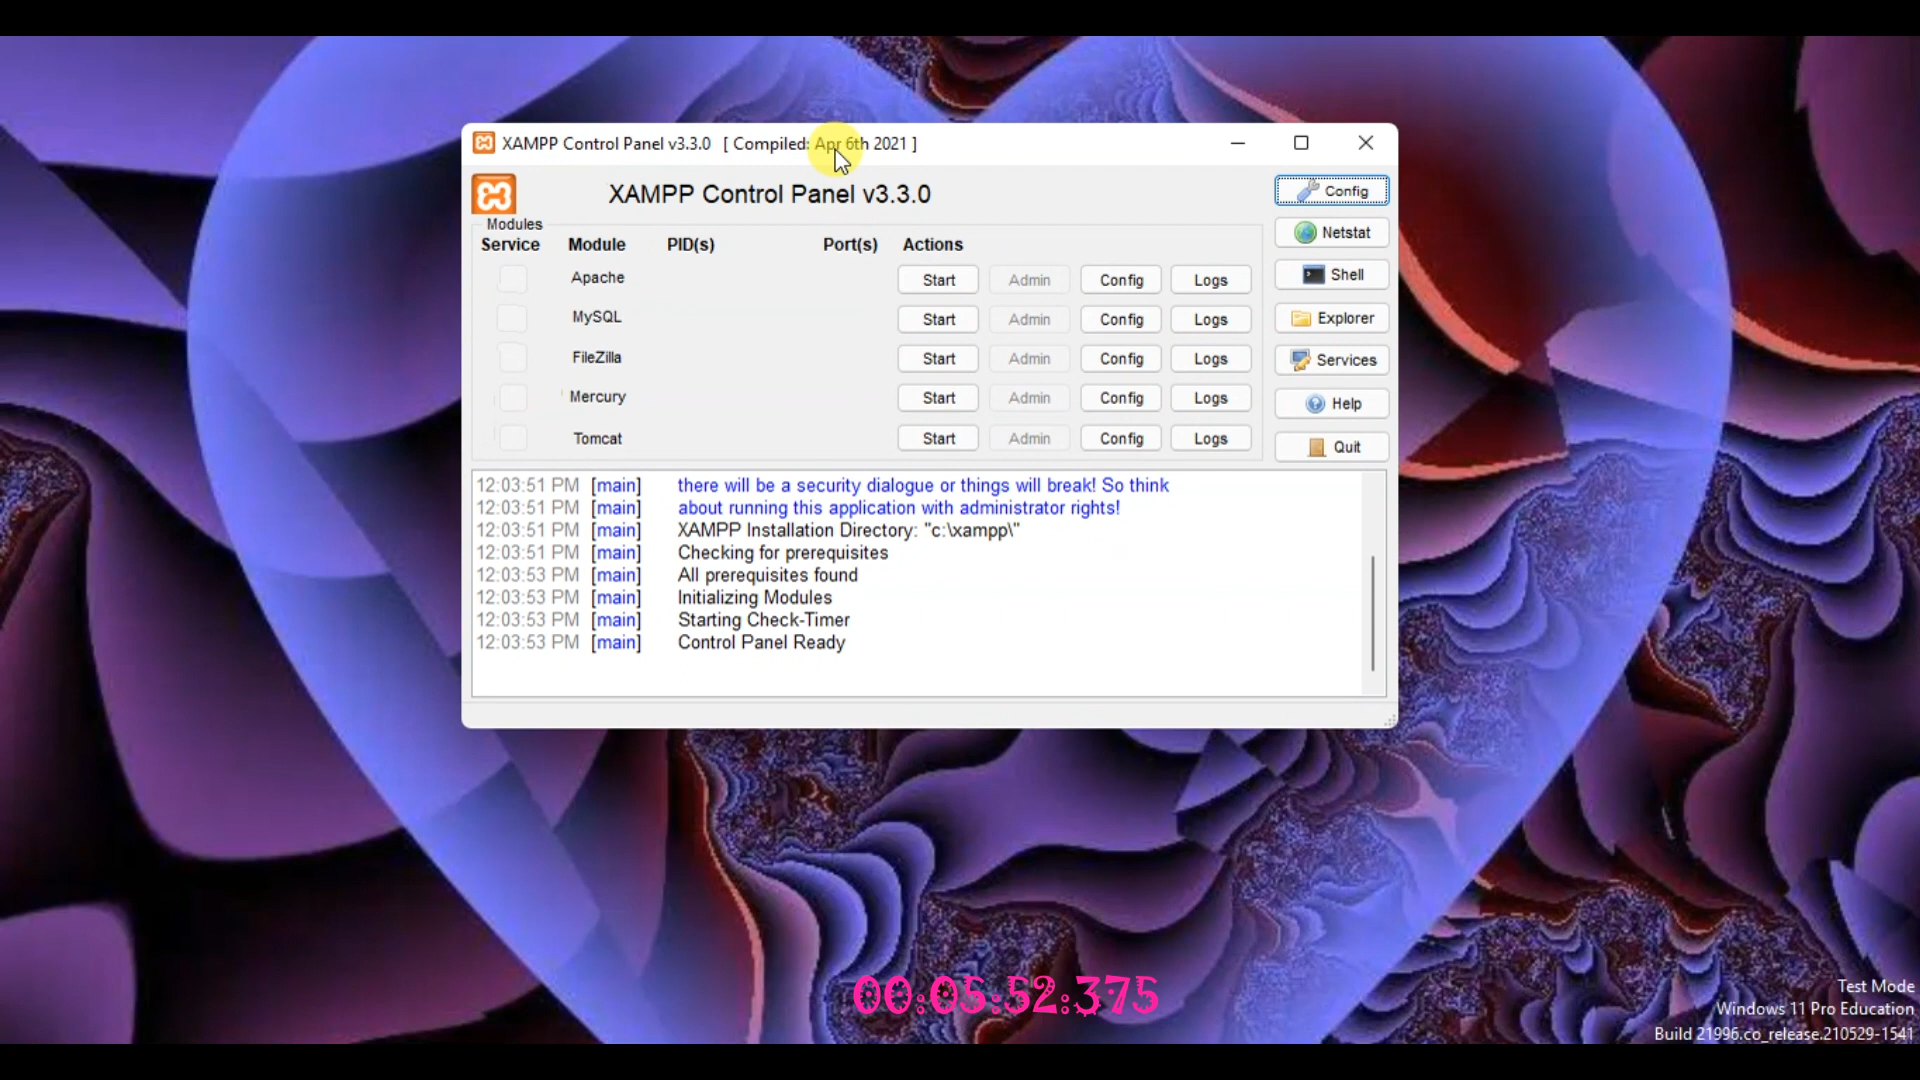 XAMPP Control Panel v3.3.0 [ Compiled: Apr 6th 2021 ]
XAMPP Control Panel v3.3.0
Config
Modules
Service Module PID(s) Port(s) Actions
Netstat
Apache Start Admin Config Logs
Shell
MySQL Start Admin Config Logs
Explorer
FileZilla Start Admin Config Logs
Services
Mercury Start Admin Config Logs
Help
Tomcat Start Admin Config Logs
Quit
12:03:51 PM [main] there will be a security dialogue or things will break! So think
12:03:51 PM [main] about running this application with administrator rights!
12:03:51 PM [main] XAMPP Installation Directory: "c:\xampp\"
12:03:51 PM [main] Checking for prerequisites
12:03:53 PM [main] All prerequisites found
12:03:53 PM [main] Initializing Modules
12:03:53 PM [main] Starting Check-Timer
12:03:53 PM [main] Control Panel Ready
00:05:52:375
Test Mode
Windows 11 Pro Education
Build 21996.co_release.210529-1541